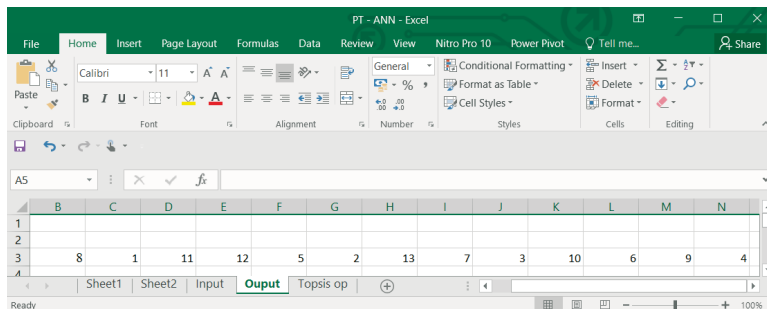 PT - ANN - Excel
File Home Insert Page Layout Formulas Data Review View Nitro Pro 10 Power Pivot Tell me... Share
Calibri 11 A A General Conditional Formatting Insert Σ
Paste B I U A % , Format as Table Delete
Cell Styles Format
Clipboard Font Alignment Number Styles Cells Editing
A5 fx
B C D E F G H I J K L M N
1
2
3 8 1 11 12 5 2 13 7 3 10 6 9 4
4
Sheet1 Sheet2 Input Ouput Topsis op
Ready 100%